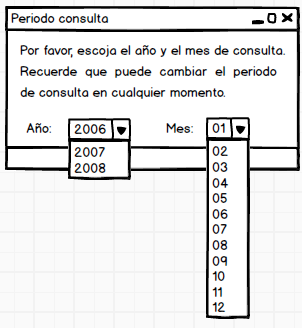 Periodo consulta
Por favor, escoja el año y el mes de consulta.
Recuerde que puede cambiar el periodo
de consulta en cualquier momento.
Año: 2006 Mes: 01
2007
2008
02
03
04
05
06
07
08
09
10
11
12